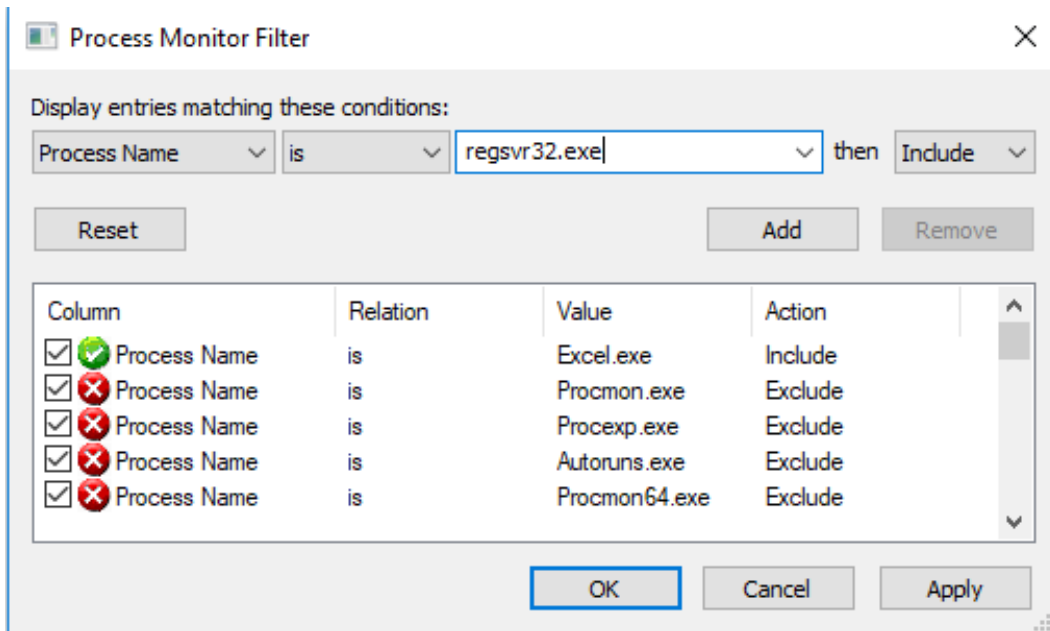 Process Monitor Filter
Display entries matching these conditions:
Process Name is regsvr32.exe then Include
Reset Add Remove
Column Relation Value Action
Process Name is Excel.exe Include
Process Name is Procmon.exe Exclude
Process Name is Procexp.exe Exclude
Process Name is Autoruns.exe Exclude
Process Name is Procmon64.exe Exclude
OK Cancel Apply